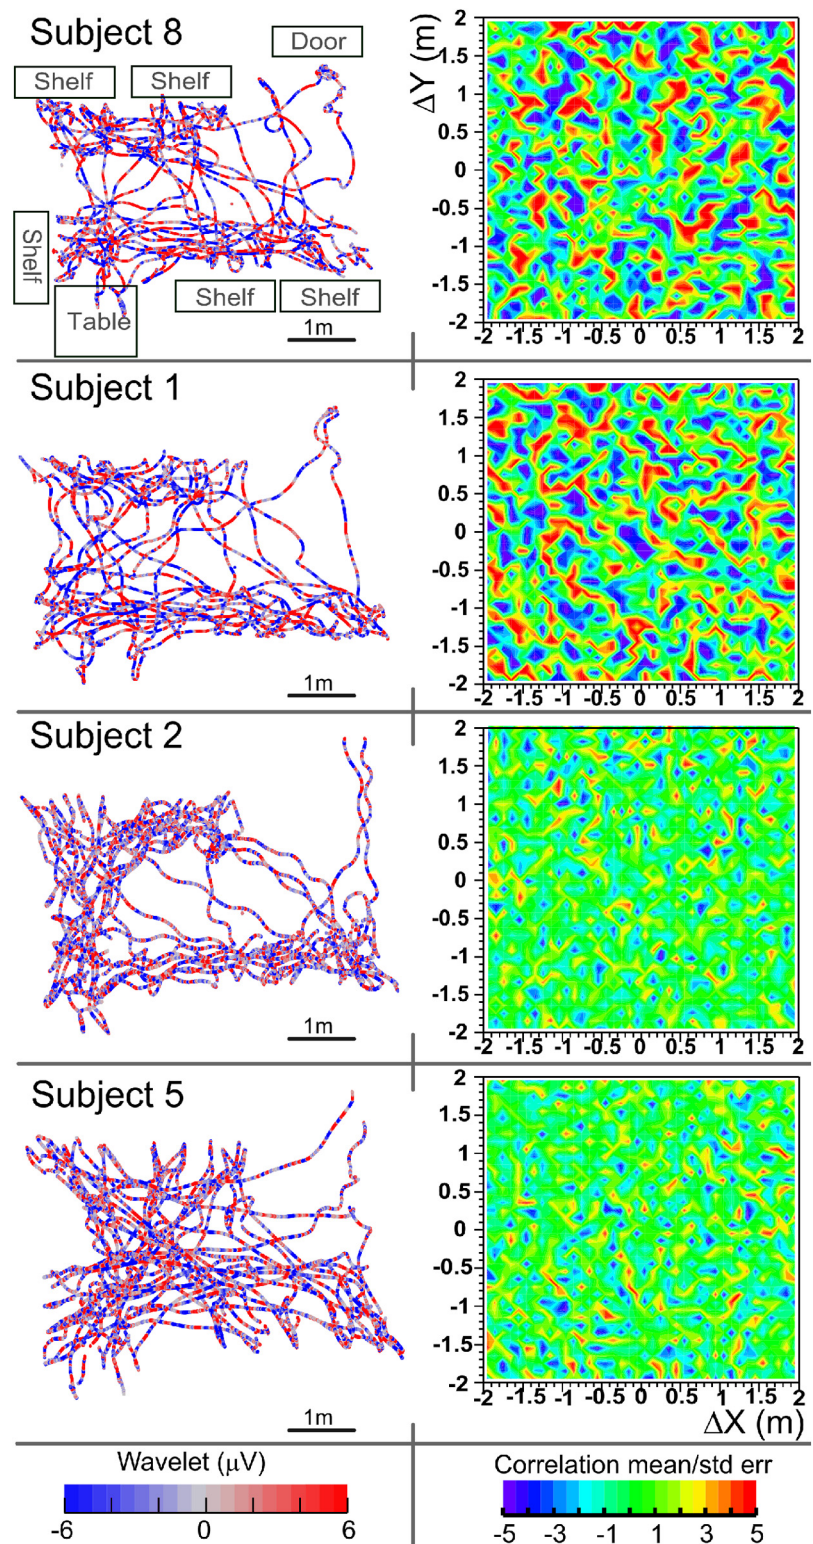 Subject 8
Door
Shelf
Shelf
Shelf
Shelf
Shelf
Table
1m
ΔY (m)
2
1.5
1
0.5
0
-0.5
-1
-1.5
-2
-2 -1.5 -1 -0.5 0 0.5 1 1.5 2
Subject 1
1m
2
1.5
1
0.5
0
-0.5
-1
-1.5
-2
-2 -1.5 -1 -0.5 0 0.5 1 1.5 2
Subject 2
1m
2
1.5
1
0.5
0
-0.5
-1
-1.5
-2
-2 -1.5 -1 -0.5 0 0.5 1 1.5 2
Subject 5
1m
2
1.5
1
0.5
0
-0.5
-1
-1.5
-2
-2 -1.5 -1 -0.5 0 0.5 1 1.5 2
ΔX (m)
Wavelet (μV)
-6 0 6
Correlation mean/std err
-5 -3 -1 1 3 5